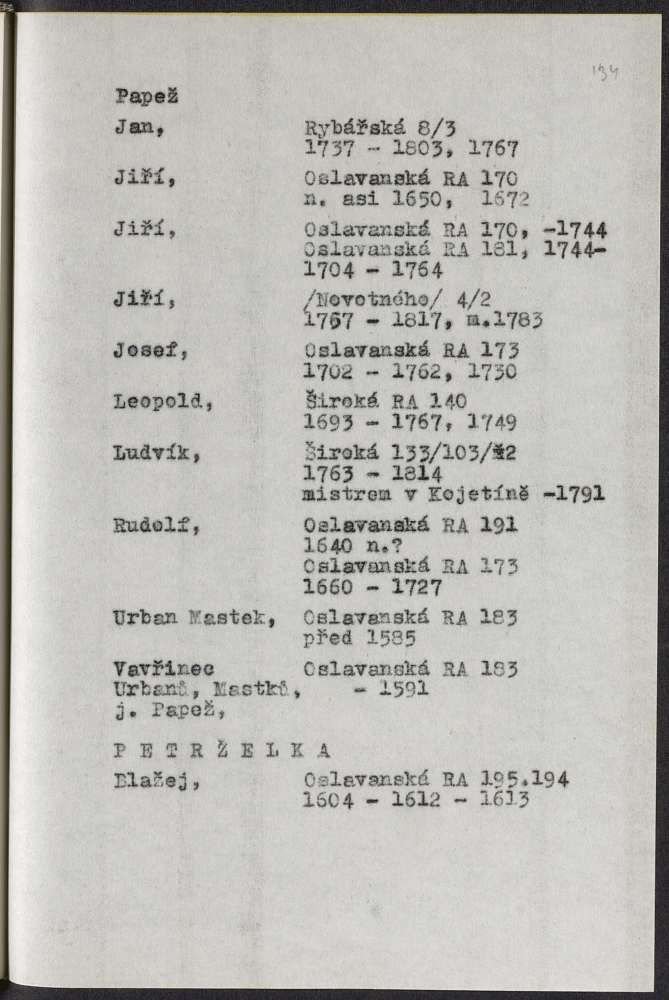 134
Papež
Jan, Rybářská 8/3
1737 - 1803, 1767
Jiří, Oslavanská RA 170
n. asi 1650, 1672
Jiří, Oslavanská RA 170, -1744
Oslavanská RA 181, 1744-
1704 - 1764
Jiří, /Novotného/ 4/2
1757 - 1817, m.1783
Josef, Oslavanská RA 173
1702 - 1762, 1730
Leopold, Široká RA 140
1693 - 1767, 1749
Ludvík, Široká 133/103/2
1763 - 1814
mistrem v Kojetíně -1791
Rudolf, Oslavanská RA 191
1640 n.?
Oslavanská RA 173
1660 - 1727
Urban Mastek, Oslavanská RA 183
před 1585
Vavřinec Oslavanská RA 183
Urbanů, Mastků, - 1591
j. Papež,
P E T R Ž E L K A
Blažej, Oslavanská RA 195.194
1604 - 1612 - 1613